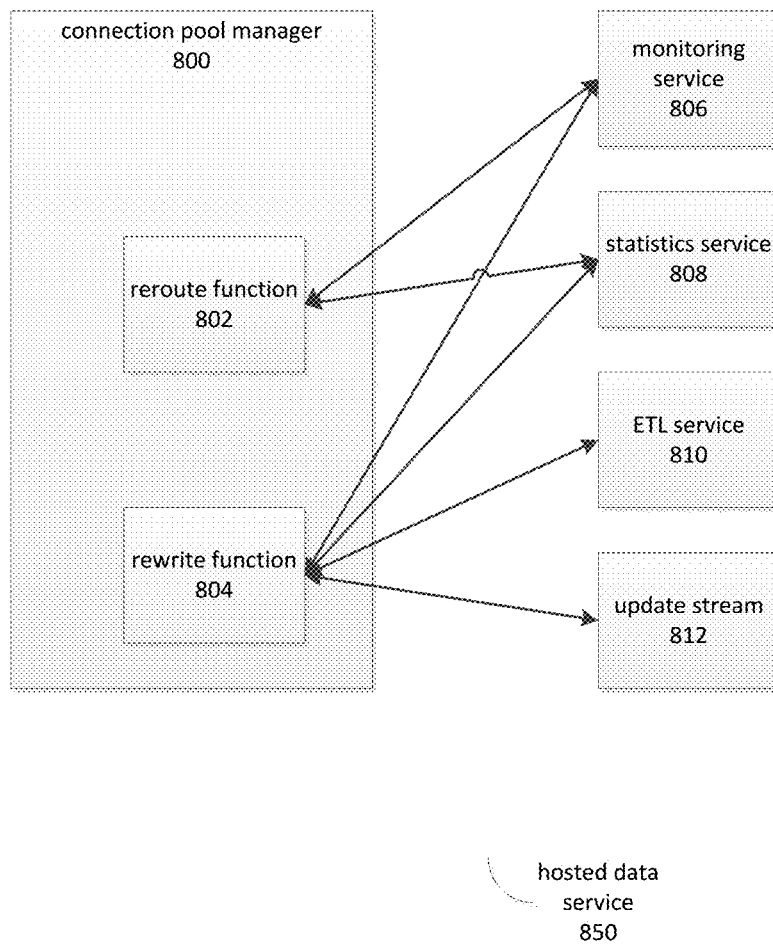 connection pool manager
800
monitoring
service
806
statistics service
808
reroute function
802
ETL service
810
rewrite function
804
update stream
812
hosted data
service
850